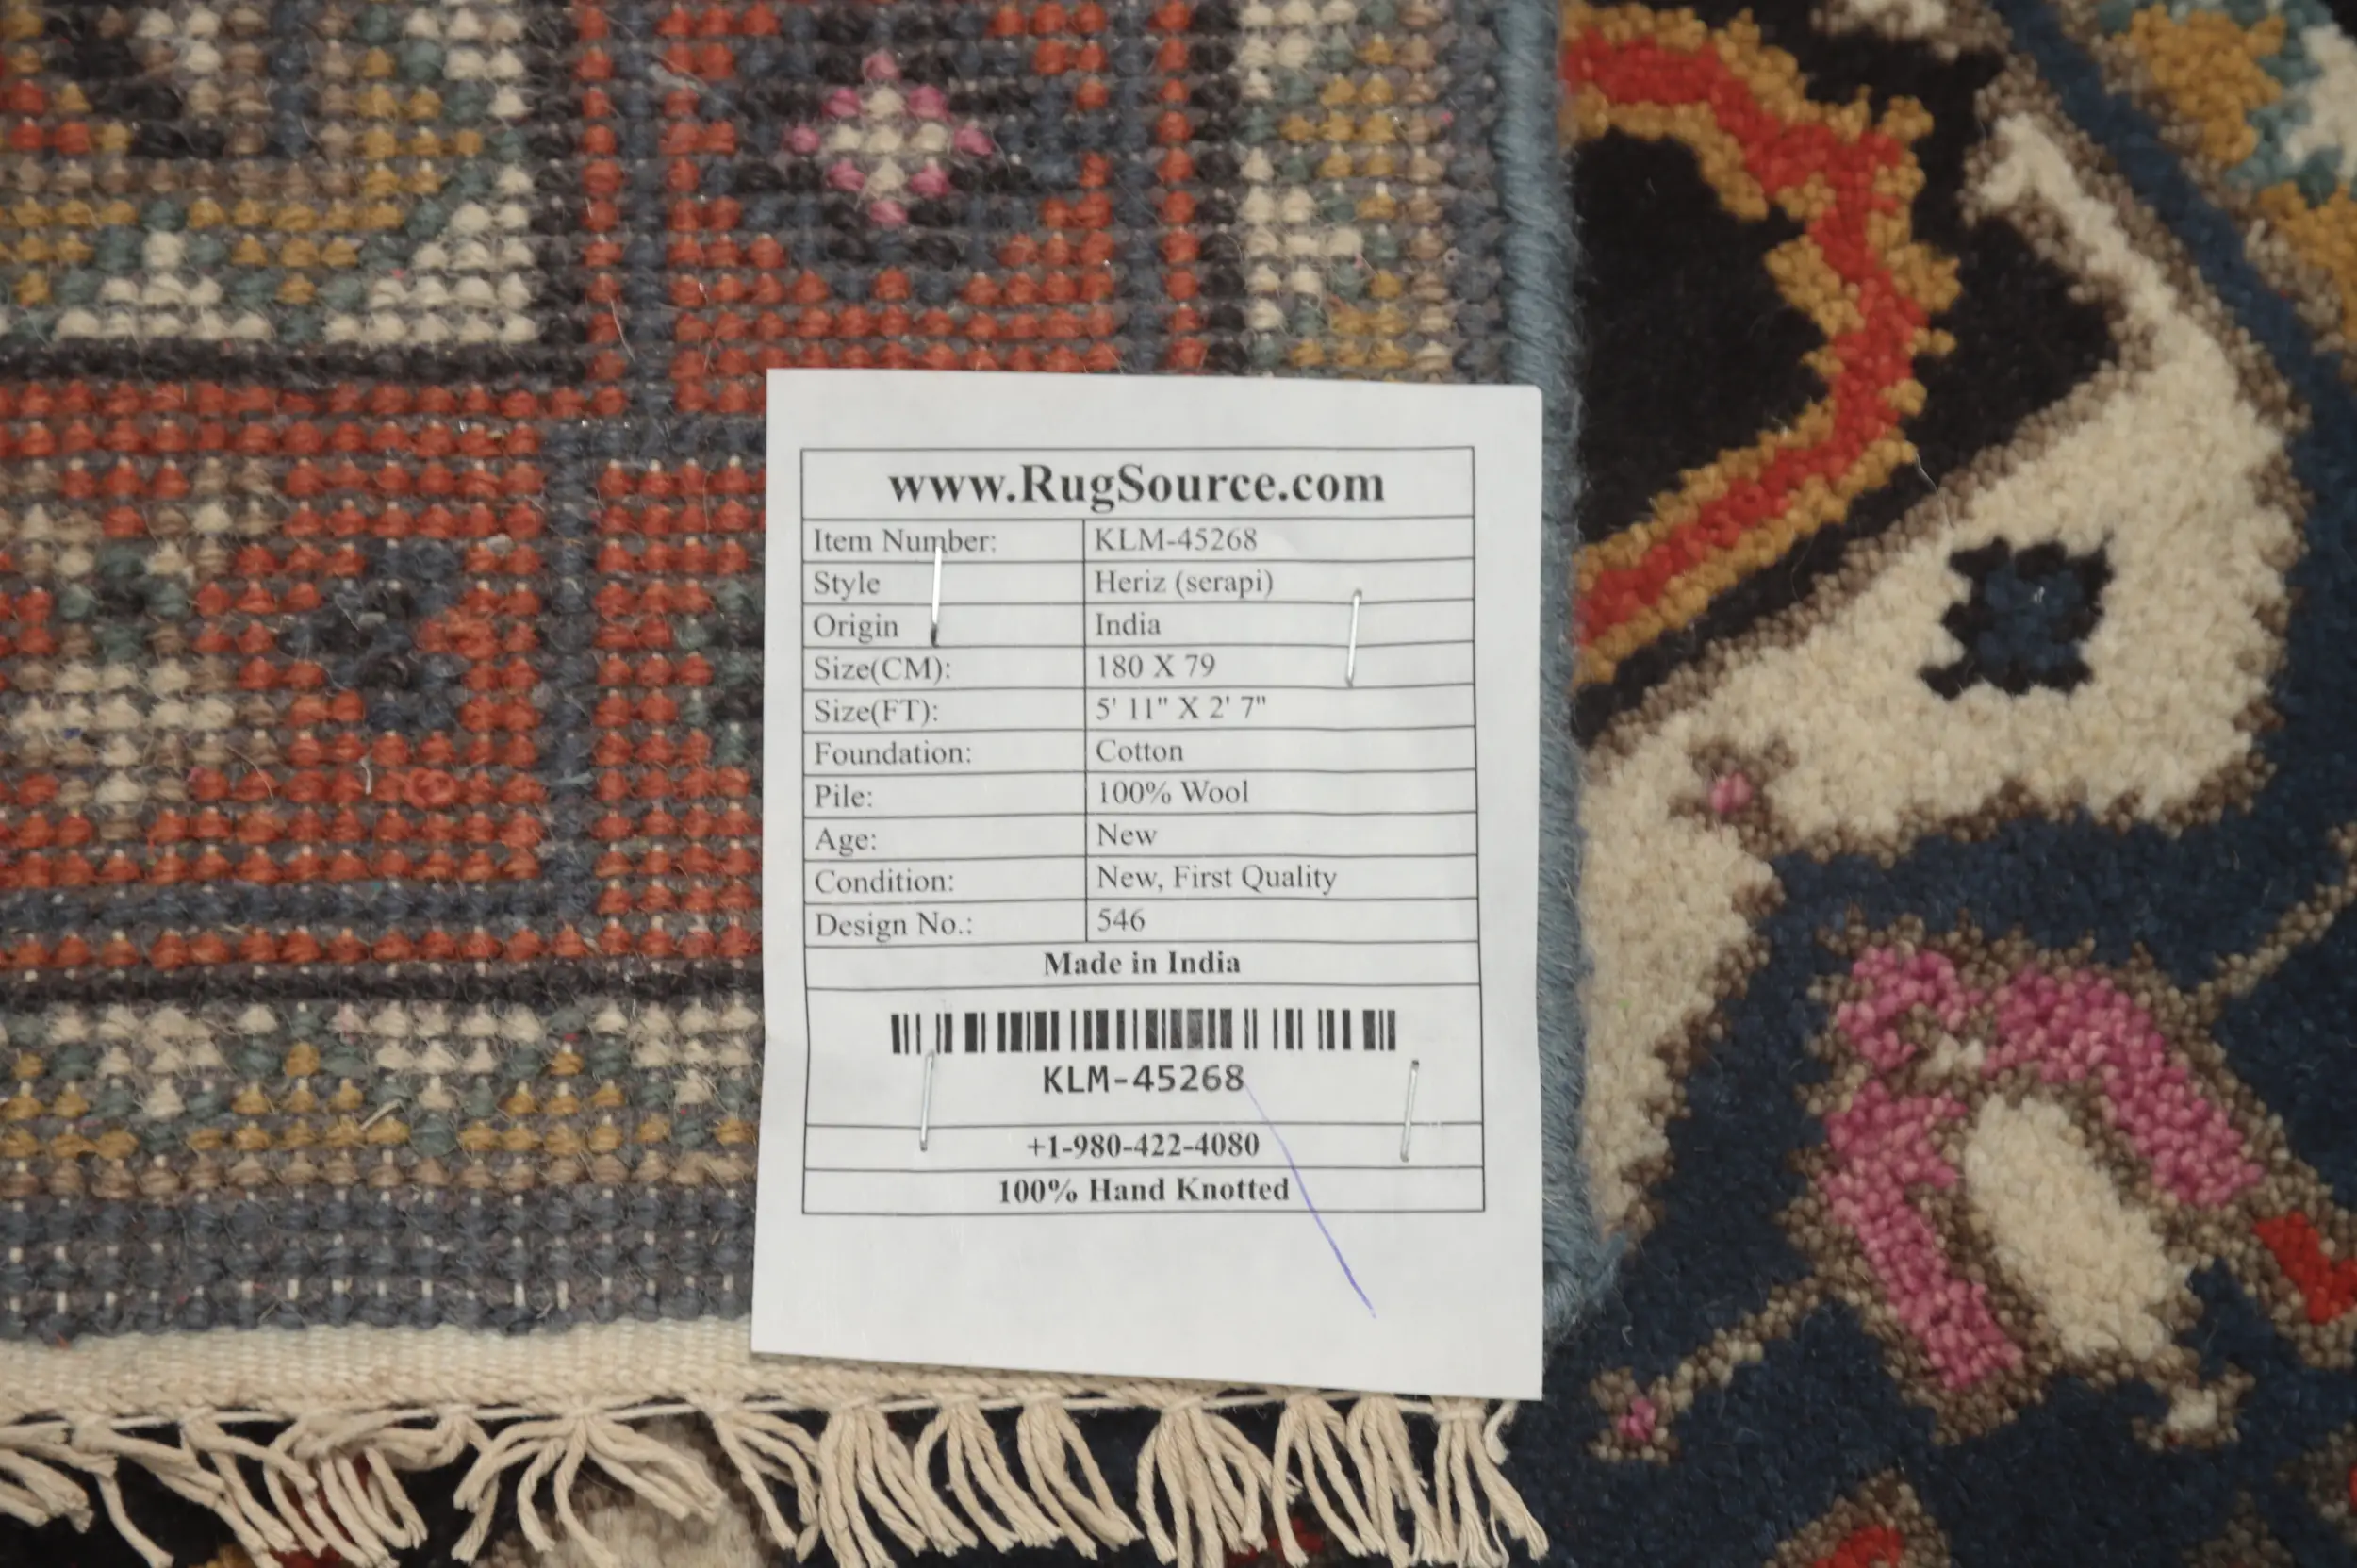 www.RugSource.com
Item Number: KLM-45268
Style Heriz (serapi)
Origin India
Size(CM): 180 X 79
Size(FT): 5' 11" X 2' 7"
Foundation: Cotton
Pile: 100% Wool
Age: New
Condition: New, First Quality
Design No.: 546
Made in India
KLM-45268
+1-980-422-4080
100% Hand Knotted